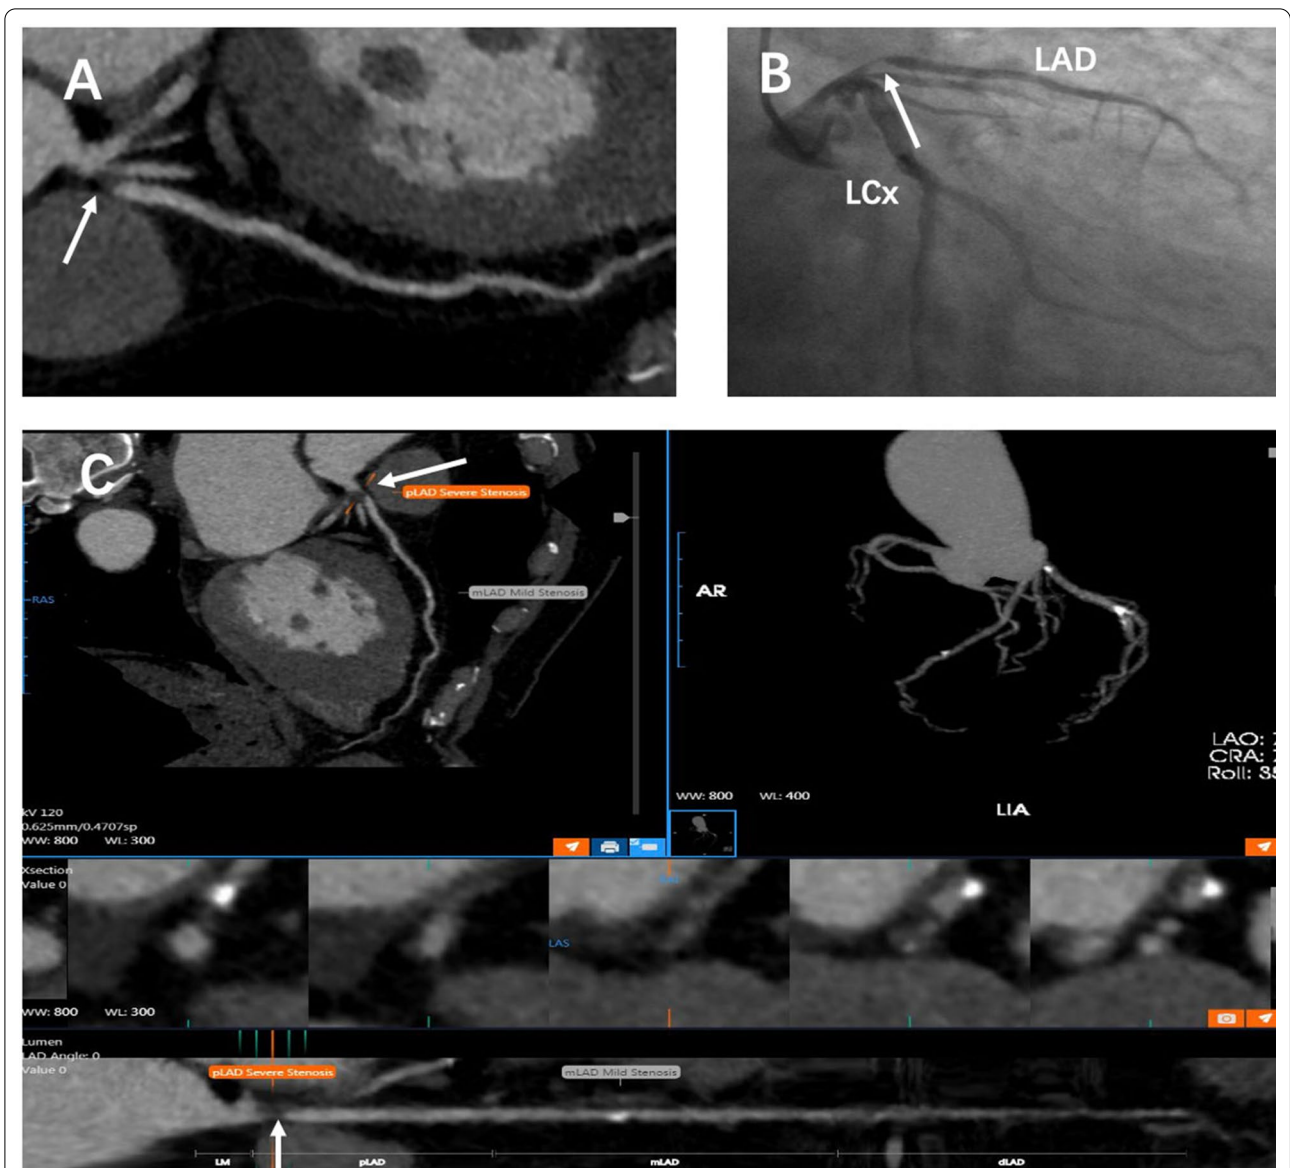 A
B
LAD
LCx
C
pLAD Severe Stenosis
mLAD Mild Stenosis
RAS
kV 120
0.625mm/0.4707sp
WW: 800 WL: 300
AR
LAO:
CRA:
Roll: 35
WW: 800 WL: 400
LIA
Xsection
Value 0
LAS
WW: 800 WL: 300
Lumen
LAD Angle: 0
Value 0
pLAD Severe Stenosis
mLAD Mild Stenosis
LM pLAD mLAD dLAD